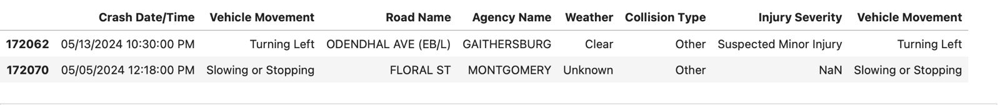 Crash Date/Time Vehicle Movement Road Name Agency Name Weather Collision Type Injury Severity Vehicle Movement
172062 05/13/2024 10:30:00 PM Turning Left ODENDHAL AVE (EB/L) GAITHERSBURG Clear Other Suspected Minor Injury Turning Left
172070 05/05/2024 12:18:00 PM Slowing or Stopping FLORAL ST MONTGOMERY Unknown Other NaN Slowing or Stopping